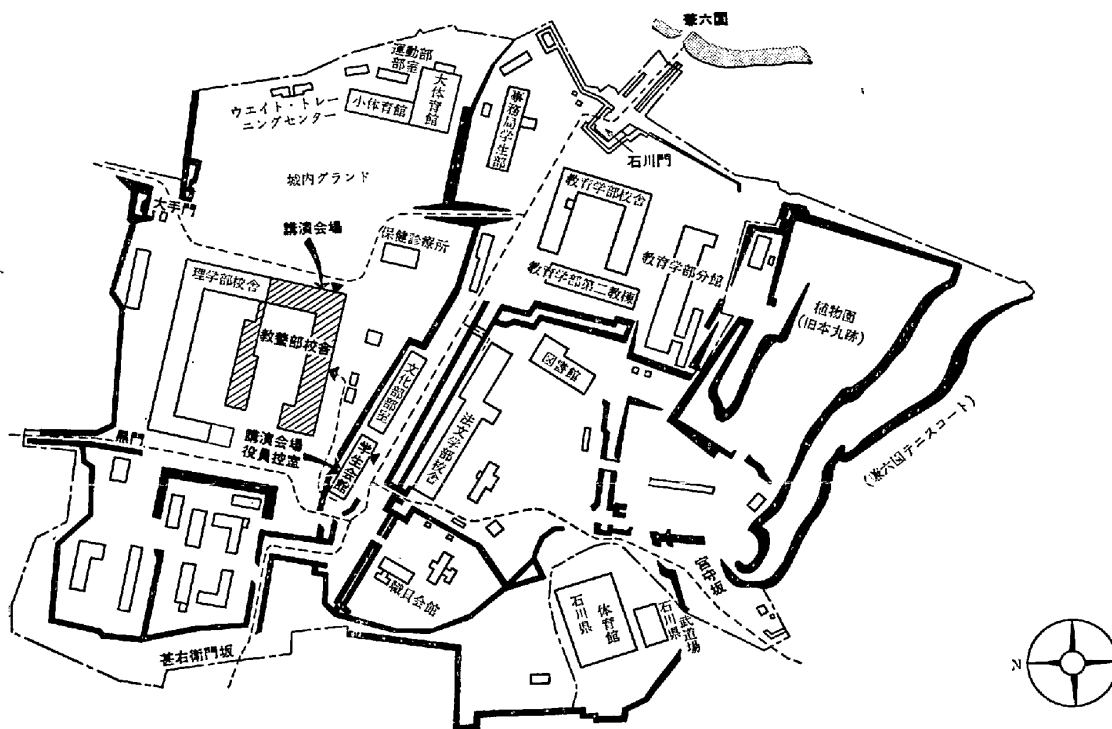 兼六園
運動部
部室
大体育館
小体育館
ウエイト・トレー
ニングセンター
事務局学生部
石川門
城内グランド
教育学部校舎
大手門
講演会場
保健診療所
教育学部分館
理学部校舎
教育学部第二教棟
植物園
(旧本丸跡)
教養部校舎
図書館
文化部部室
法文学部校舎
(兼六園テニスコート)
黒門
講演会場
役員控室
学生会館
宮守坂
職員会館
石川県
体育館
石川県
武道場
甚右衛門坂
N